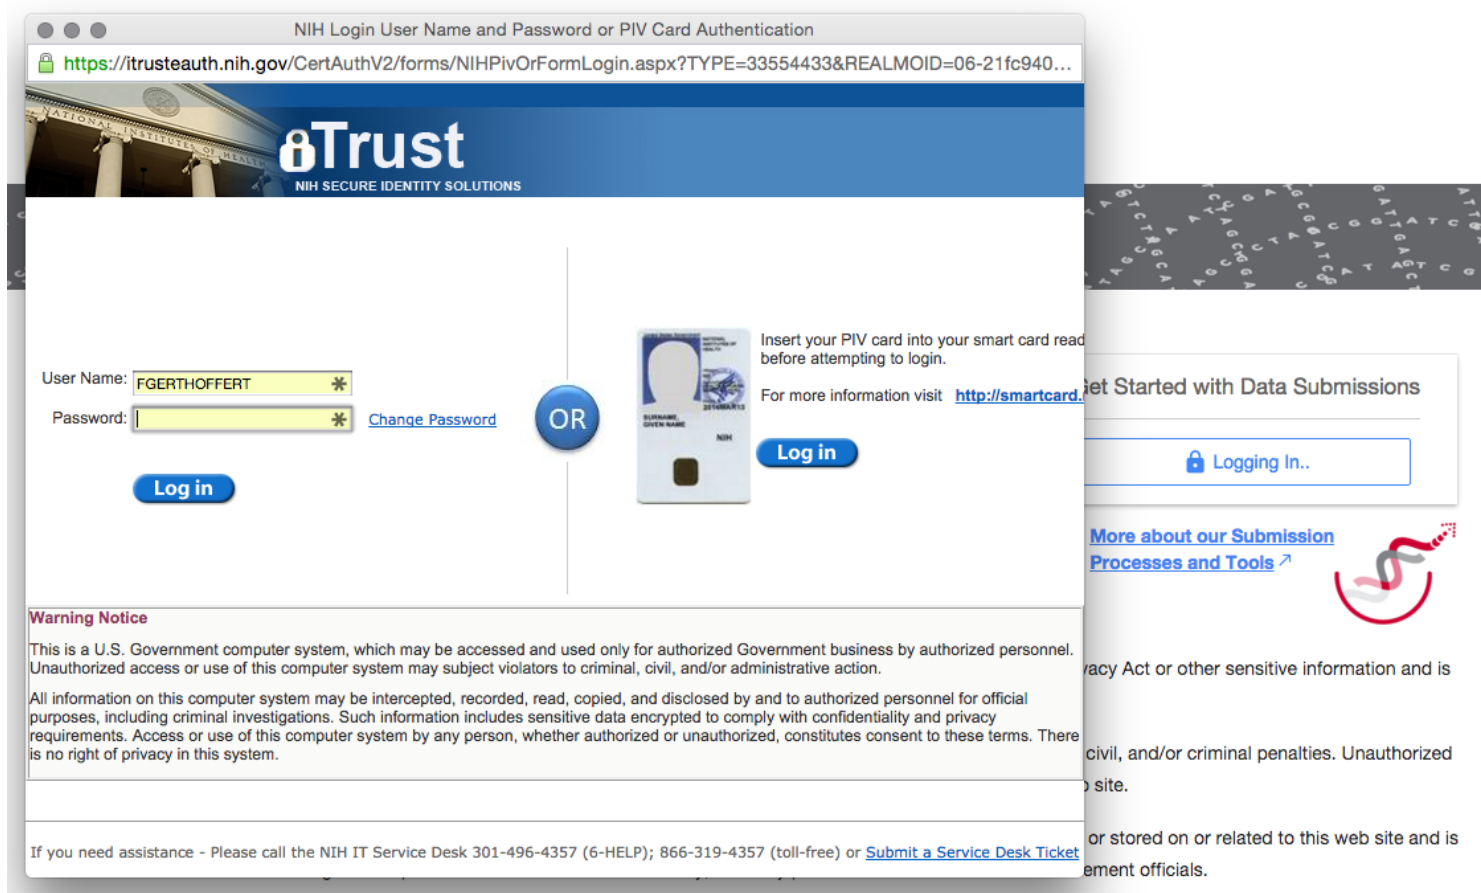 NIH Login User Name and Password or PIV Card Authentication
https://itrusteauth.nih.gov/CertAuthV2/forms/NIHPivOrFormLogin.aspx?TYPE=33554433&REALMOID=06-21fc940...
NATIONAL INSTITUTES OF HEALTH
iTrust
NIH SECURE IDENTITY SOLUTIONS
User Name: FGERTHOFFERT
Password:
Change Password
Log in
OR
SURNAME,
GIVEN NAME
NIH
Insert your PIV card into your smart card read
before attempting to login.
For more information visit http://smartcard.
Log in
Get Started with Data Submissions
Logging In..
More about our Submission
Processes and Tools
Warning Notice
This is a U.S. Government computer system, which may be accessed and used only for authorized Government business by authorized personnel.
Unauthorized access or use of this computer system may subject violators to criminal, civil, and/or administrative action.
All information on this computer system may be intercepted, recorded, read, copied, and disclosed by and to authorized personnel for official
purposes, including criminal investigations. Such information includes sensitive data encrypted to comply with confidentiality and privacy
requirements. Access or use of this computer system by any person, whether authorized or unauthorized, constitutes consent to these terms. There
is no right of privacy in this system.
vacy Act or other sensitive information and is
civil, and/or criminal penalties. Unauthorized
site.
or stored on or related to this web site and is
ement officials.
If you need assistance - Please call the NIH IT Service Desk 301-496-4357 (6-HELP); 866-319-4357 (toll-free) or Submit a Service Desk Ticket